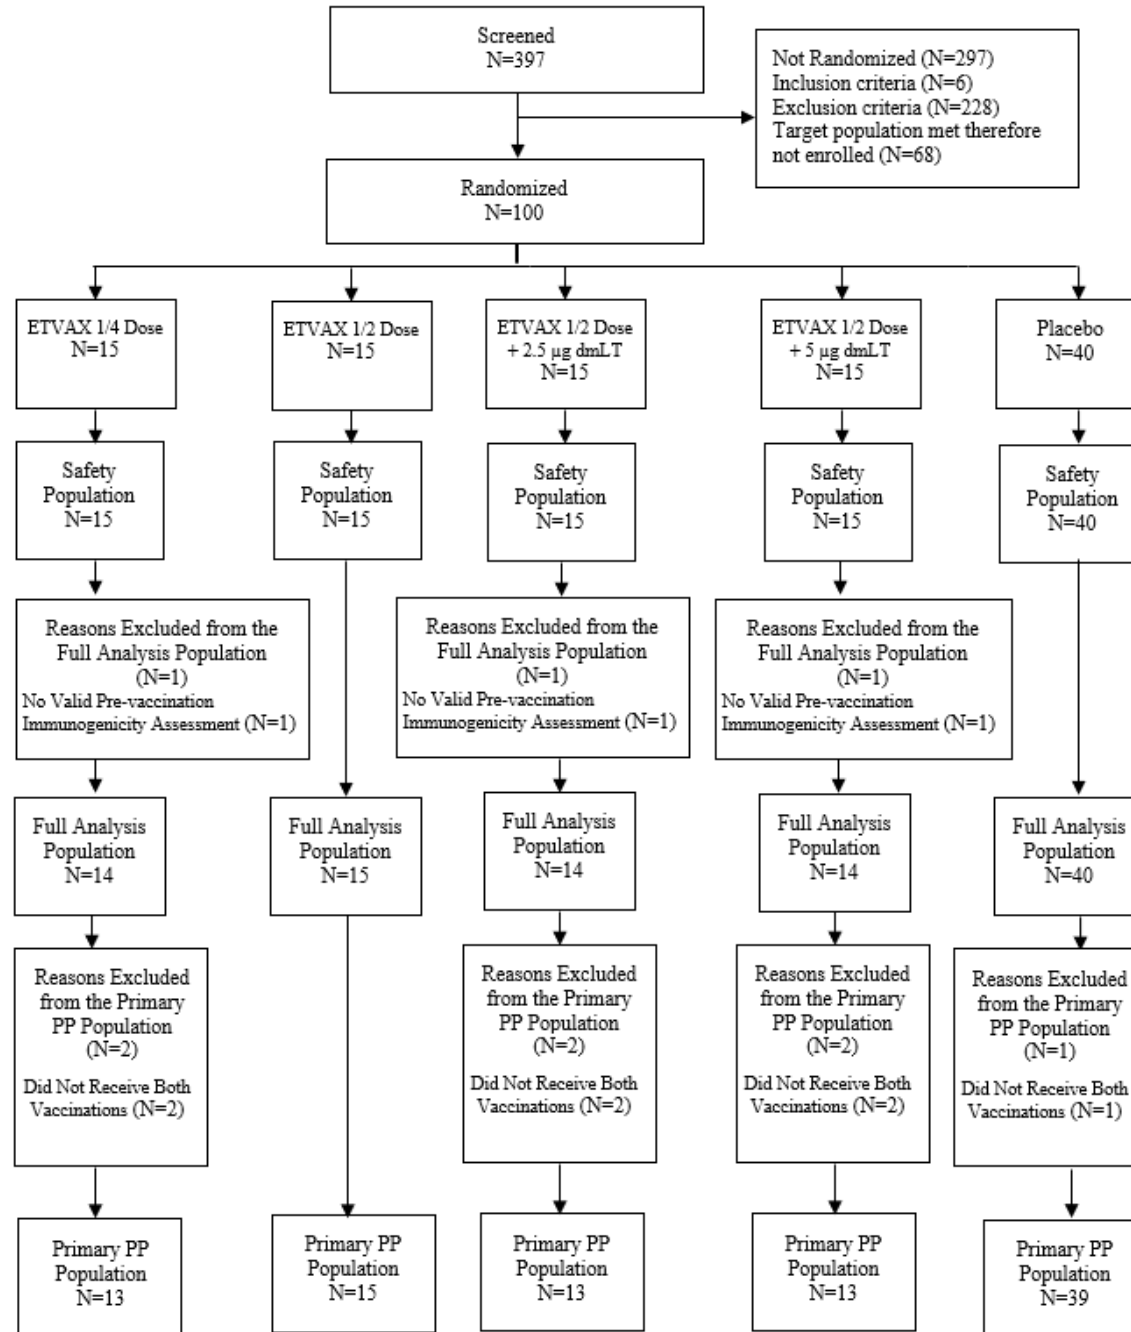 Screened
N=397
Not Randomized (N=297)
Inclusion criteria (N=6)
Exclusion criteria (N=228)
Target population met therefore
not enrolled (N=68)
Randomized
N=100
ETVAX 1/4 Dose
N=15
ETVAX 1/2 Dose
N=15
ETVAX 1/2 Dose
+ 2.5 µg dmLT
N=15
ETVAX 1/2 Dose
+ 5 µg dmLT
N=15
Placebo
N=40
Safety
Population
N=15
Safety
Population
N=15
Safety
Population
N=15
Safety
Population
N=15
Safety
Population
N=40
Reasons Excluded from the
Full Analysis Population
(N=1)
No Valid Pre-vaccination
Immunogenicity Assessment (N=1)
Reasons Excluded from the
Full Analysis Population
(N=1)
No Valid Pre-vaccination
Immunogenicity Assessment (N=1)
Reasons Excluded from the
Full Analysis Population
(N=1)
No Valid Pre-vaccination
Immunogenicity Assessment (N=1)
Full Analysis
Population
N=14
Full Analysis
Population
N=15
Full Analysis
Population
N=14
Full Analysis
Population
N=14
Full Analysis
Population
N=40
Reasons Excluded
from the Primary
PP Population
(N=2)
Did Not Receive Both
Vaccinations (N=2)
Reasons Excluded
from the Primary
PP Population
(N=2)
Did Not Receive Both
Vaccinations (N=2)
Reasons Excluded
from the Primary
PP Population
(N=2)
Did Not Receive Both
Vaccinations (N=2)
Reasons Excluded
from the Primary
PP Population
(N=1)
Did Not Receive Both
Vaccinations (N=1)
Primary PP
Population
N=13
Primary PP
Population
N=15
Primary PP
Population
N=13
Primary PP
Population
N=13
Primary PP
Population
N=39